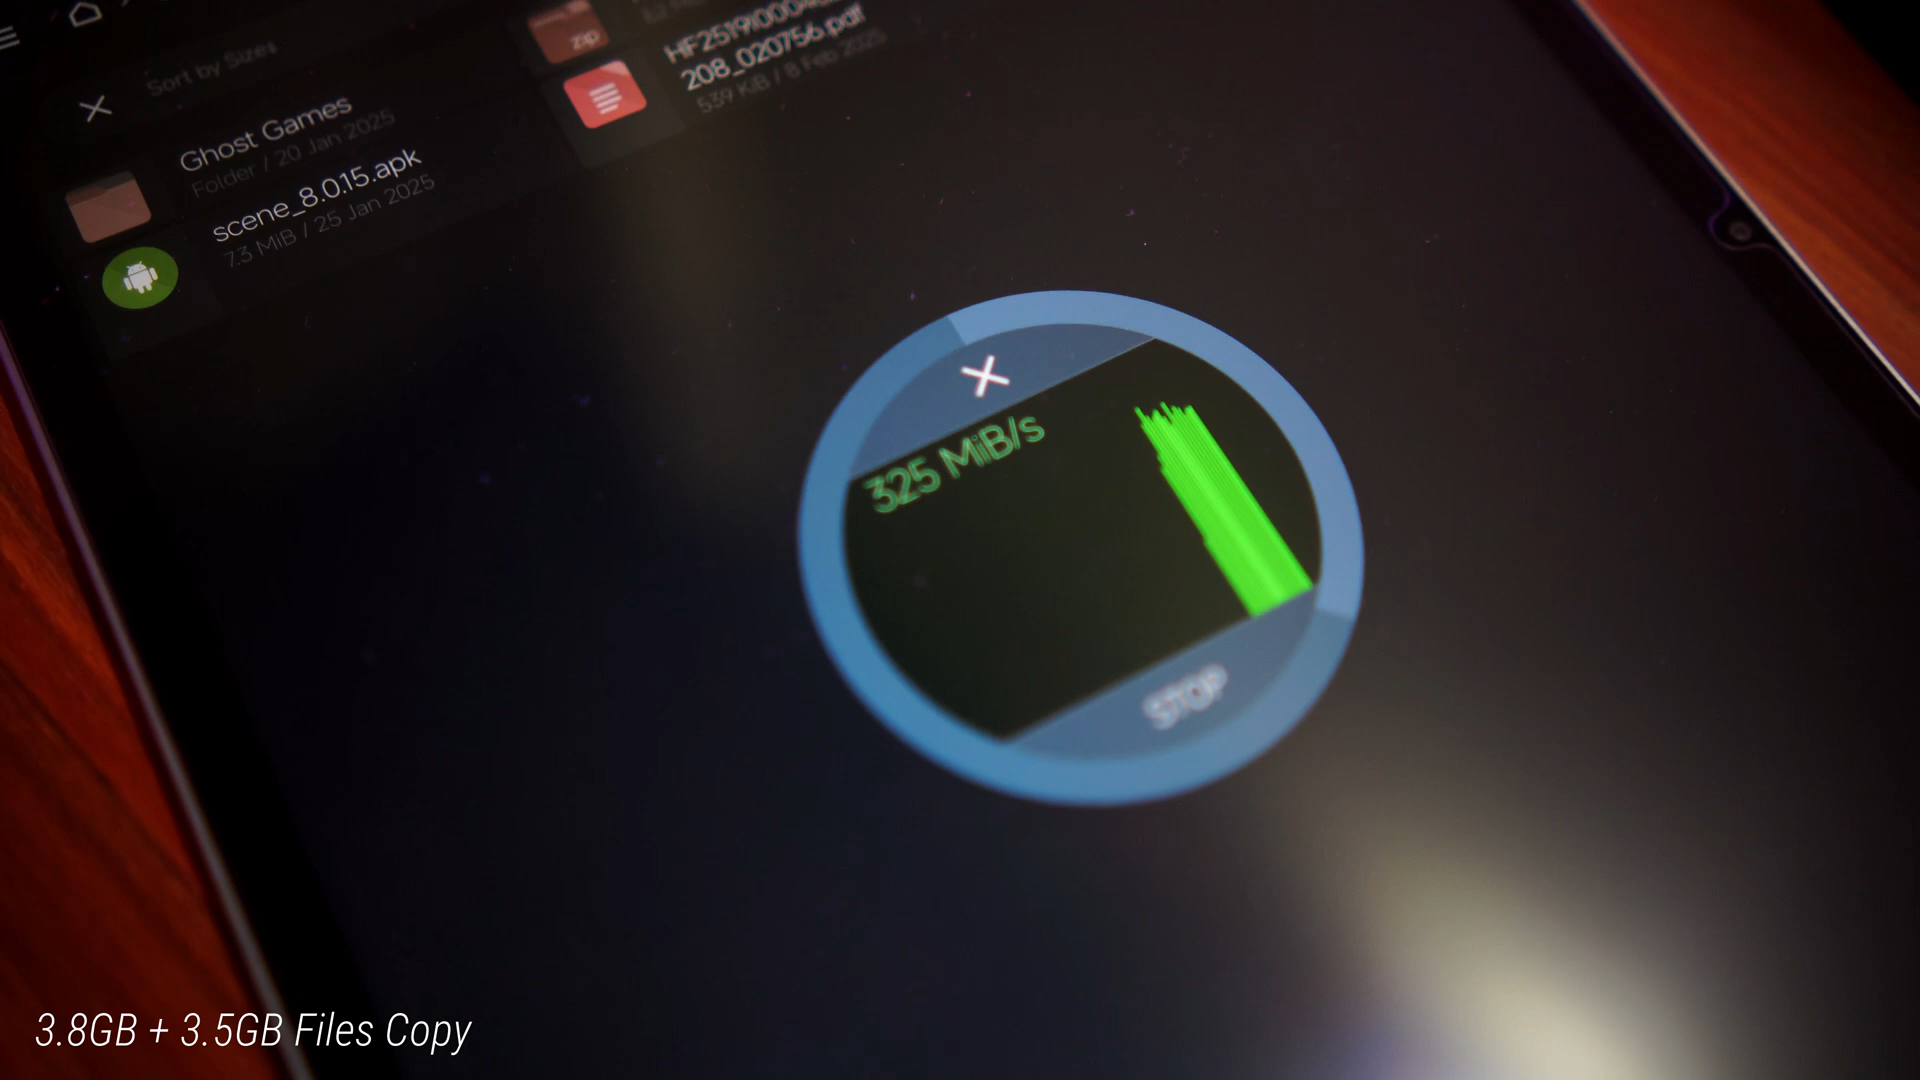 Sort by Sizes
Ghost Games
Folder / 20 Jan 2025
scene_8.0.15.apk
7.3 MiB / 25 Jan 2025
zip
208_020756.pdf
539 KiB / 8 Feb 2025
325 MiB/s
STOP
3.8GB + 3.5GB Files Copy